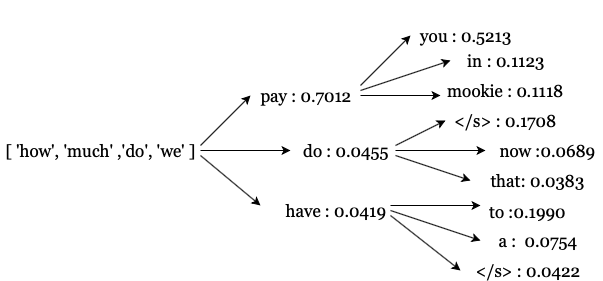 you : 0.5213
in : 0.1123
pay : 0.7012
mookie : 0.1118
</s> : 0.1708
[ 'how', 'much' ,'do', 'we' ]
do : 0.0455
now :0.0689
that: 0.0383
have : 0.0419
to :0.1990
a : 0.0754
</s> : 0.0422